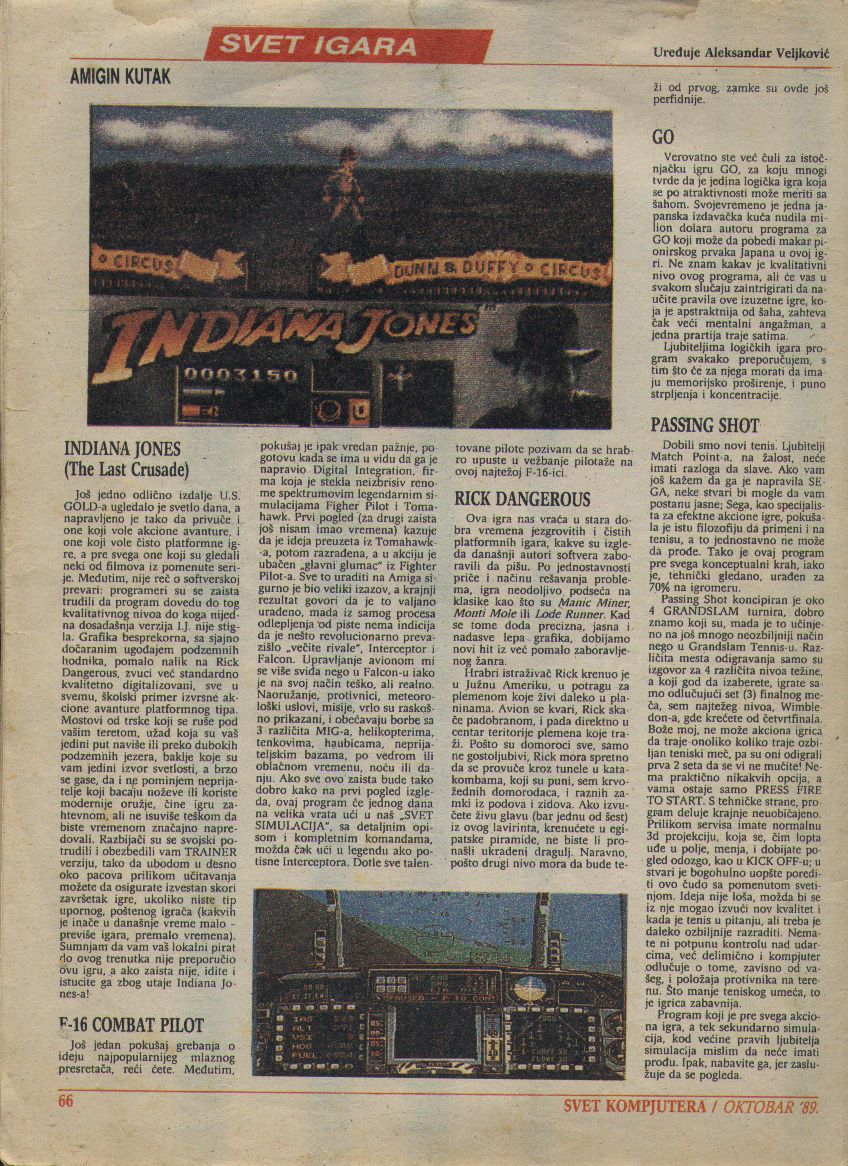 SVET IGARA
Uređuje Aleksandar Veljković
AMIGIN KUTAK
CIRCUS
DUNN & DUFFY CIRCUS
INDIANA JONES
0003150
INDIANA JONES
(The Last Crusade)
Još jedno odlično izdalje U.S.
GOLD-a ugledalo je svetlo dana, a
napravljeno je tako da privuče i
one koji vole akcione avanture, i
one koji vole čisto platformne ig-
re, a pre svega one koji su gledali
neki od filmova iz pomenute seri-
je. Međutim, nije reč o softverskoj
prevari: programeri su se zaista
trudili da program dovedu do tog
kvalitativnog nivoa do koga nijed-
na dosadašnja verzija I.J. nije stig-
la. Grafika besprekorna, sa sjajno
dočaranim ugođajem podzemnih
hodnika, pomalo nalik na Rick
Dangerous, zvuci već standardno
kvalitetno digitalizovani, sve u
svemu, školski primer izvrsne ak-
cione avanture platformnog tipa.
Mostovi od trske koji se ruše pod
vašim teretom, užad koja su vaš
jedini put naviše ili preko dubokih
podzemnih jezera, baklje koje su
vam jedini izvor svetlosti, a brzo
se gase, da i ne pominjem neprija-
telje koji bacaju noževe ili koriste
modernije oružje, čine igru za-
htevnom, ali ne isuviše teškom da
biste vremenom značajno napre-
dovali. Razbijači su se svojski po-
trudili i obezbedili vam TRAINER
verziju, tako da ubodom u desno
oko pacova prilikom učitavanja
možete da osigurate izvestan skori
završetak igre, ukoliko niste tip
upornog, poštenog igrača (kakvih
je inače u današnje vreme malo -
previše igara, premalo vremena).
Sumnjam da vam vaš lokalni pirat
do ovog trenutka nije preporučio
ovu igru, a ako zaista nije, idite i
istucite ga zbog utaje Indiana Jo-
nes-a!
F-16 COMBAT PILOT
Još jedan pokušaj grebanja o
ideju najpopularnijeg mlaznog
presretača, reći ćete. Međutim,
pokušaj je ipak vredan pažnje, po-
gotovu kada se ima u vidu da ga je
napravio Digital Integration, fir-
ma koja je stekla neizbrisiv reno-
me spektrumovim legendarnim si-
mulacijama Figher Pilot i Toma-
hawk. Prvi pogled (za drugi zaista
još nisam imao vremena) kazuje
da je ideja preuzeta iz Tomahawk-
-a, potom razrađena, a u akciju je
ubačen „glavni glumac" iz Fighter
Pilot-a. Sve to uraditi na Amiga si-
gurno je bio veliki izazov, a krajnji
rezultat govori da je to valjano
urađeno, mada iz samog procesa
odlepljenja od piste nema indicija
da je nešto revolucionarno preva-
zišlo „večite rivale", Interceptor i
Falcon. Upravljanje avionom mi
se više sviđa nego u Falcon-u iako
je na svoj način teško, ali realno.
Naoružanje, protivnici, meteoro-
loški uslovi, misije, vrlo su raskoš-
no prikazani, i obećavaju borbe sa
3 različita MIG-a, helikopterima,
tenkovima, haubicama, neprija-
teljskim bazama, po vedrom ili
oblačnom vremenu, noću ili da-
nju. Ako sve ovo zaista bude tako
dobro kako na prvi pogled izgle-
da, ovaj program će jednog dana
na velika vrata ući u naš „SVET
SIMULACIJA", sa detaljnim opi-
som i kompletnim komandama,
možda čak ući u legendu ako po-
tisne Interceptora. Dotle sve talen-
tovane pilote pozivam da se hrab-
ro upuste u vežbanje pilotaže na
ovoj najtežoj F-16-ici.
RICK DANGEROUS
Ova igra nas vraća u stara do-
bra vremena jezgrovitih i čistih
platformnih igara, kakve su izgle-
da današnji autori softvera zabo-
ravili da pišu. Po jednostavnosti
priče i načinu rešavanja proble-
ma, igra neodoljivo podseća na
klasike kao što su Manic Miner,
Monti Mole ili Lode Runner. Kad
se tome doda precizna, jasna i
nadasve lepa grafika, dobijamo
novi hit iz već pomalo zaboravlje-
nog žanra.
Hrabri istraživač Rick krenuo je
u Južnu Ameriku, u potragu za
plemenom koje živi daleko u pla-
ninama. Avion se kvari, Rick ska-
če padobranom, i pada direktno u
centar teritorije plemena koje tra-
ži. Pošto su domoroci sve, samo
ne gostoljubivi, Rick mora spretno
da se provuče kroz tunele u kata-
kombama, koji su puni, sem krvo-
žednih domorodaca, i raznih za-
mki iz podova i zidova. Ako izvu-
čete živu glavu (bar jednu od šest)
iz ovog lavirinta, krenućete u egi-
patske piramide, ne biste li pro-
našli ukradeni dragulj. Naravno,
pošto drugi nivo mora da bude te-
ži od prvog, zamke su ovde još
perfidnije.
GO
Verovatno ste već čuli za istoč-
njačku igru GO, za koju mnogi
tvrde da je jedina logička igra koja
se po atraktivnosti može meriti sa
šahom. Svojevremeno je jedna ja-
panska izdavačka kuća nudila mi-
lion dolara autoru programa za
GO koji može da pobedi makar pi-
onirskog prvaka Japana u ovoj ig-
ri. Ne znam kakav je kvalitativni
nivo ovog programa, ali će vas u
svakom slučaju zaintrigirati da na-
učite pravila ove izuzetne igre, ko-
ja je apstraktnija od šaha, zahteva
čak veći mentalni angažman, a
jedna prartija traje satima.
Ljubiteljima logičkih igara pro-
gram svakako preporučujem, s
tim što će za njega morati da ima-
ju memorijsko proširenje, i puno
strpljenja i koncentracije.
PASSING SHOT
Dobili smo novi tenis. Ljubitelji
Match Point-a, na žalost, neće
imati razloga da slave. Ako vam
još kažem da ga je napravila SE-
GA, neke stvari bi mogle da vam
postanu jasne; Sega, kao specijalis-
ta za efektne akcione igre, pokuša-
la je istu filozofiju da primeni i na
tenisu, a to jednostavno ne može
da prođe. Tako je ovaj program
pre svega konceptualni krah, iako
je, tehnički gledano, urađen za
70% na igromeru.
Passing Shot koncipiran je oko
4 GRANDSLAM turnira, dobro
znamo koji su, mada je to učinje-
no na još mnogo neozbiljniji način
nego u Grandslam Tennis-u. Raz-
ličita mesta odigravanja samo su
izgovor za 4 različita nivoa težine,
a koji god da izaberete, igrate sa-
mo odlučujući set (3) finalnog me-
ča, sem najtežeg nivoa, Wimble-
don-a, gde krećete od četvrtfinala.
Bože moj, ne može akciona igrica
da traje onoliko koliko traje ozbi-
ljan teniski meč, pa su oni odigrali
prva 2 seta da se vi ne mučite! Ne-
ma praktično nikakvih opcija, a
vama ostaje samo PRESS FIRE
TO START. S tehničke strane, pro-
gram deluje krajnje neuobičajeno.
Prilikom servisa imate normalnu
3d projekciju, koja se, čim lopta
uđe u polje, menja, i dobijate po-
gled odozgo, kao u KICK OFF-u; u
stvari je bogohulno uopšte poredi-
ti ovo čudo sa pomenutom sveti-
njom. Ideja nije loša, možda bi se
iz nje mogao izvući nov kvalitet i
kada je tenis u pitanju, ali treba je
daleko ozbiljnije razraditi. Nema-
te ni potpunu kontrolu nad udar-
cima, već delimično i kompjuter
odlučuje o tome, zavisno od va-
šeg, i položaja protivnika na tere-
nu. Što manje teniskog umeća, to
je igrica zabavnija.
Program koji je pre svega akcio-
na igra, a tek sekundarno simula-
cija, kod većine pravih ljubitelja
simulacija mislim da neće imati
prođu. Ipak, nabavite ga, jer zaslu-
žuje da se pogleda.
PAUSED - P TO CONT
IAS
ALT
VSI
HDG
FUEL
66
SVET KOMPJUTERA / OKTOBAR '89.